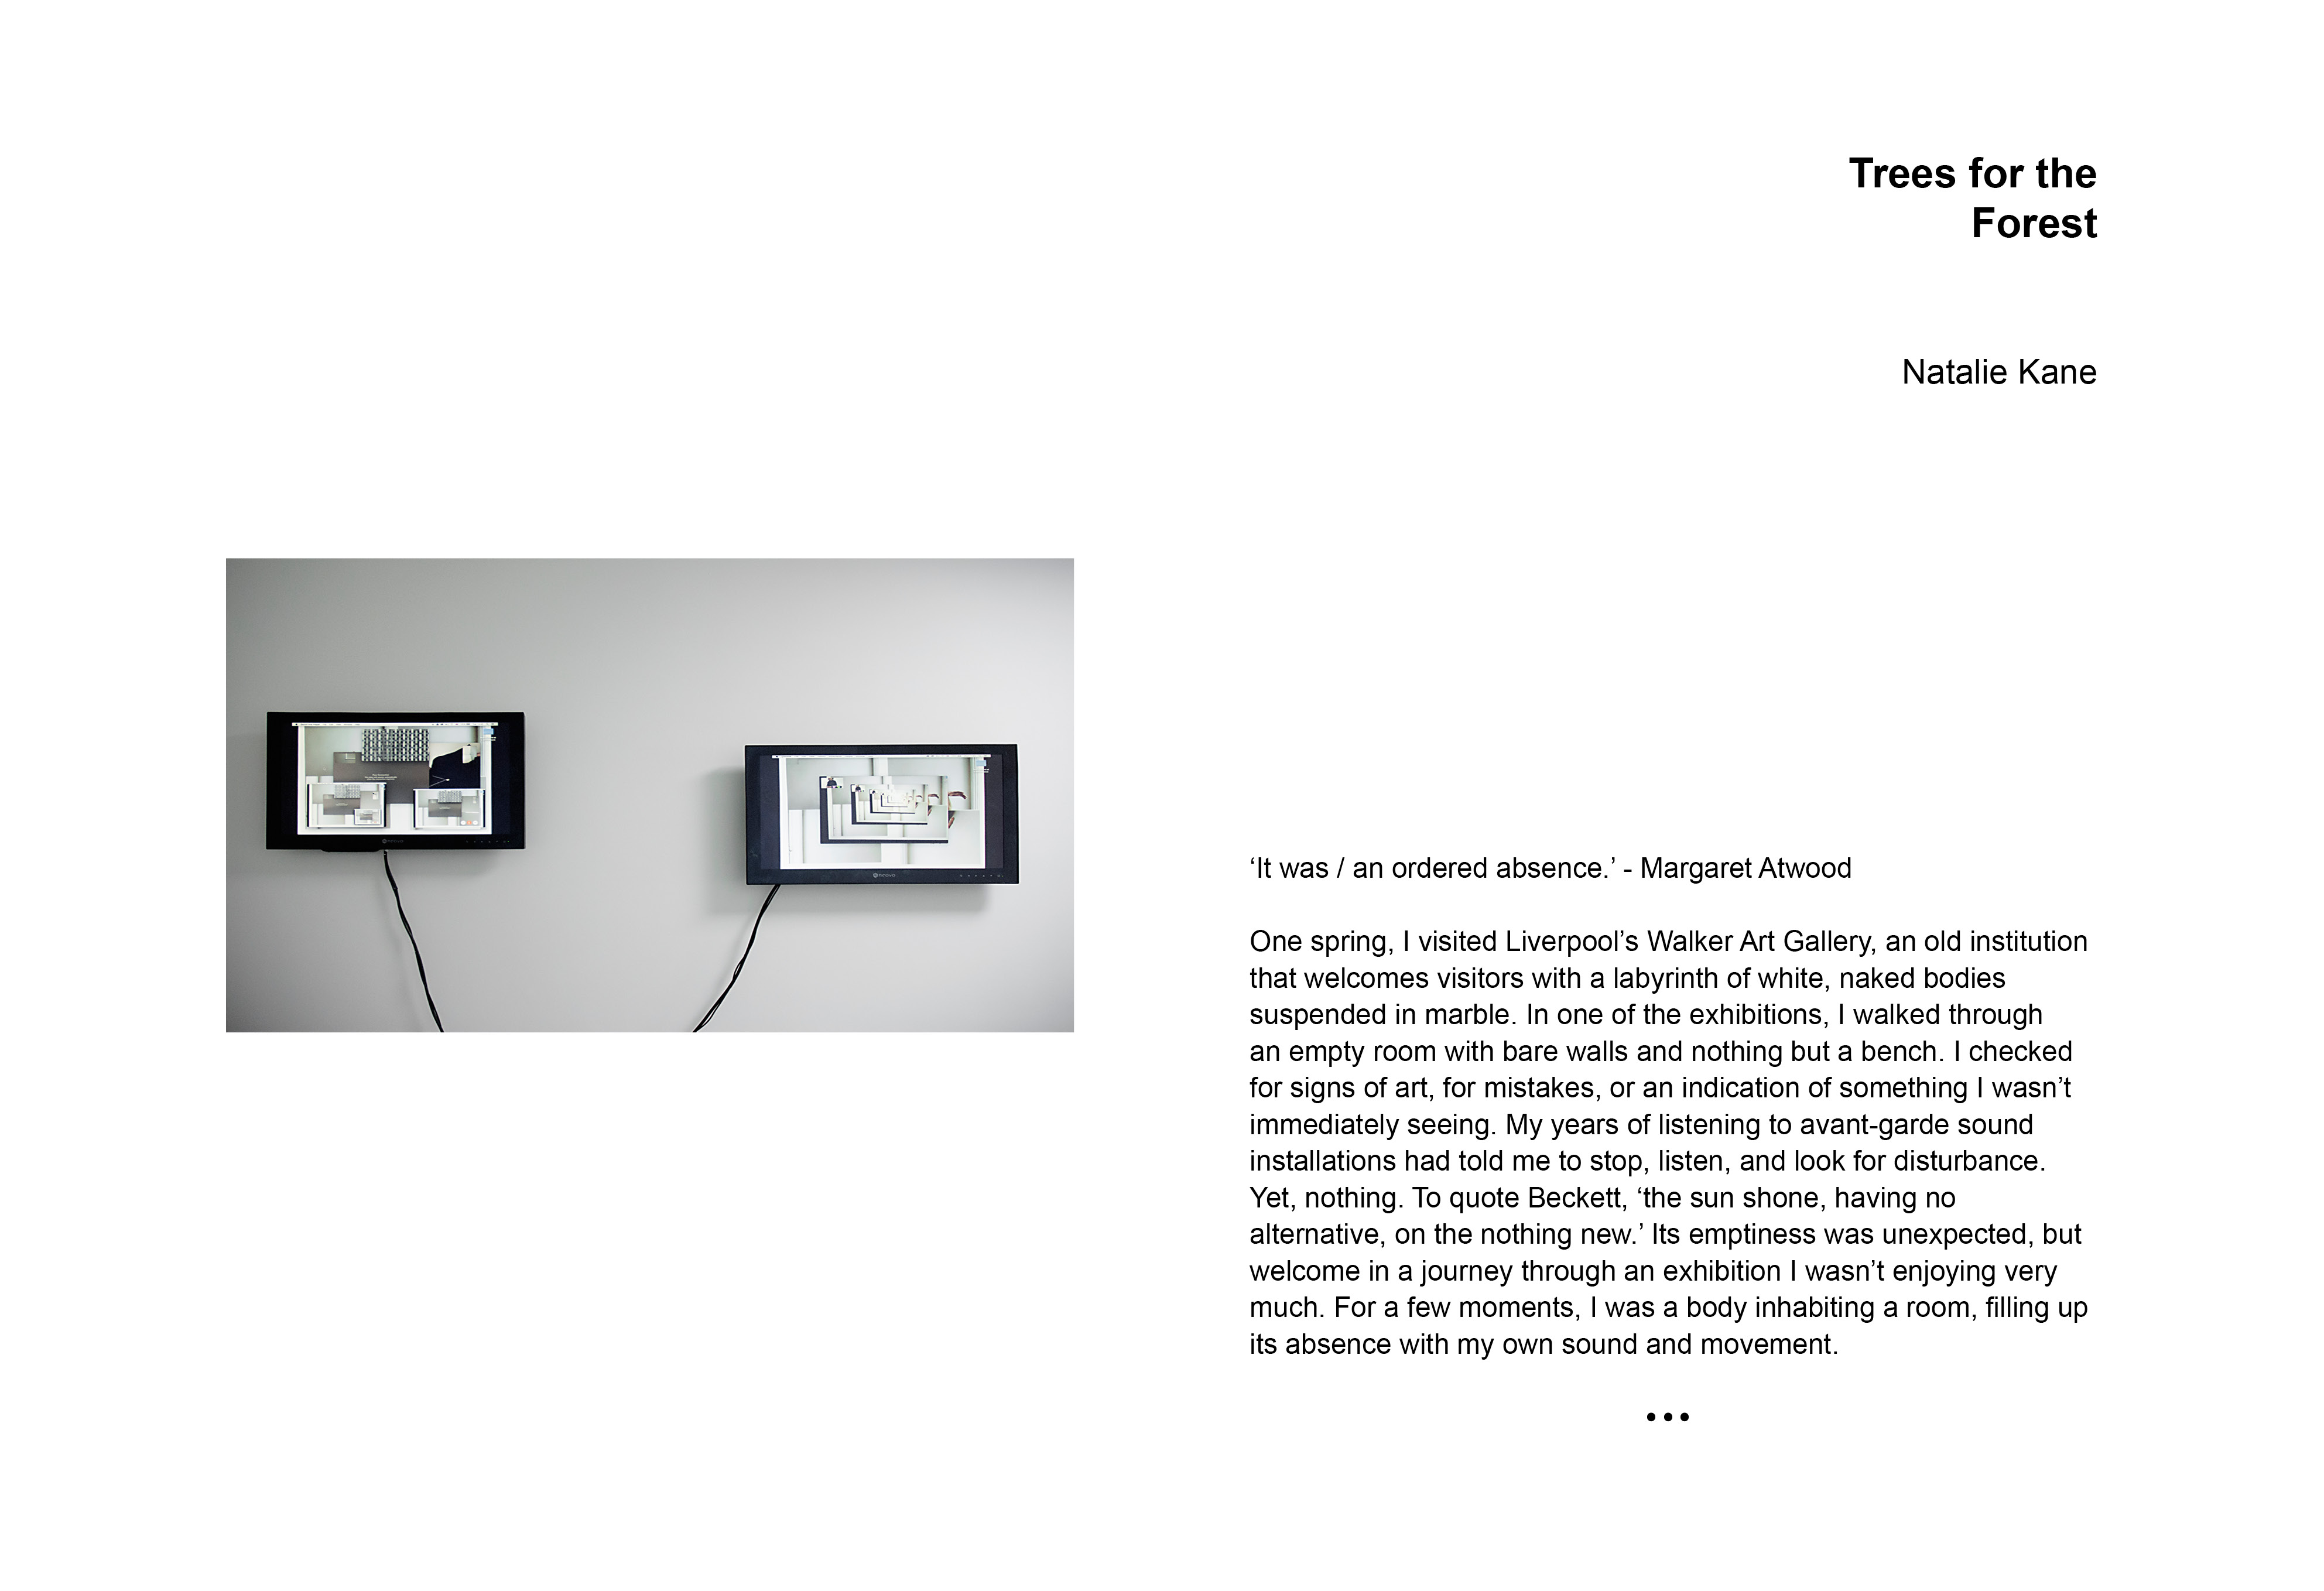 Trees for the
Forest
Natalie Kane
‘It was / an ordered absence.’ - Margaret Atwood
One spring, I visited Liverpool’s Walker Art Gallery, an old institution
that welcomes visitors with a labyrinth of white, naked bodies
suspended in marble. In one of the exhibitions, I walked through
an empty room with bare walls and nothing but a bench. I checked
for signs of art, for mistakes, or an indication of something I wasn’t
immediately seeing. My years of listening to avant-garde sound
installations had told me to stop, listen, and look for disturbance.
Yet, nothing. To quote Beckett, ‘the sun shone, having no
alternative, on the nothing new.’ Its emptiness was unexpected, but
welcome in a journey through an exhibition I wasn’t enjoying very
much. For a few moments, I was a body inhabiting a room, filling up
its absence with my own sound and movement.
•••